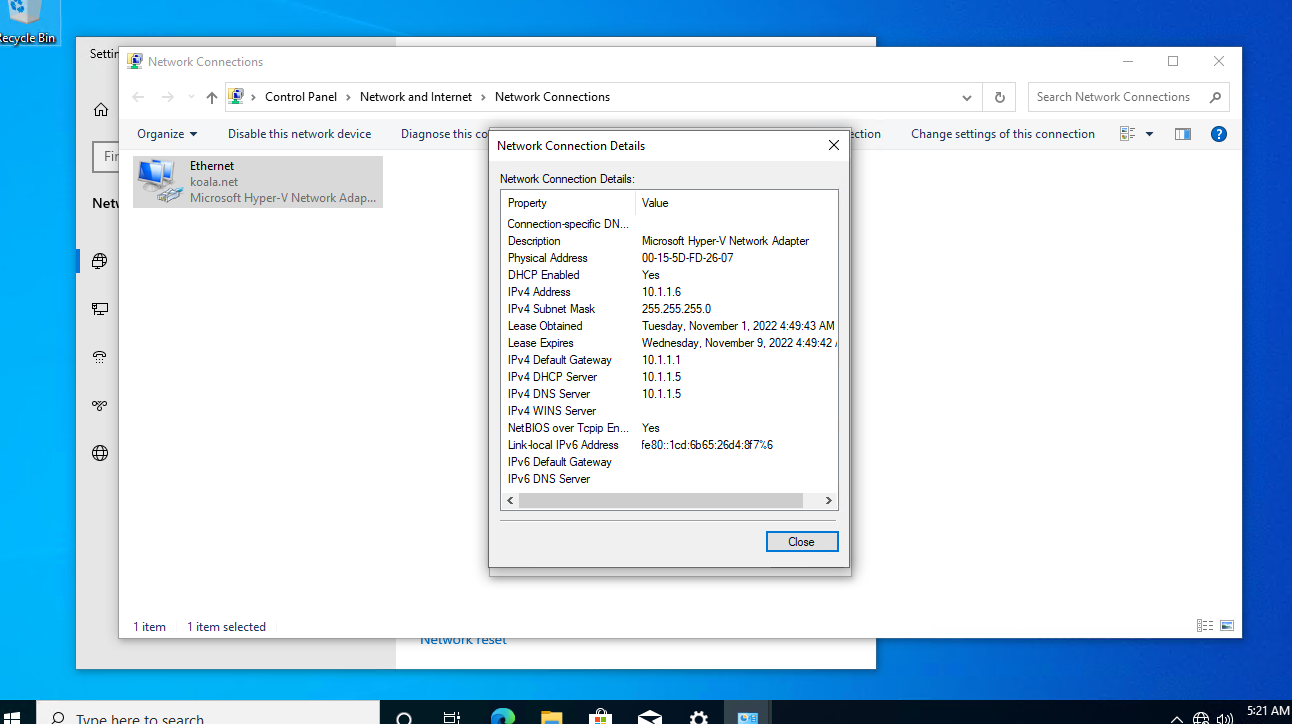 Recycle Bin
Settin
Network Connections
Control Panel > Network and Internet > Network Connections
Search Network Connections
Organize
Disable this network device
Diagnose this co
ection
Change settings of this connection
Fin
Netw
Ethernet
koala.net
Microsoft Hyper-V Network Adap...
Network Connection Details
Network Connection Details:
Property Value
Connection-specific DN...
Description Microsoft Hyper-V Network Adapter
Physical Address 00-15-5D-FD-26-07
DHCP Enabled Yes
IPv4 Address 10.1.1.6
IPv4 Subnet Mask 255.255.255.0
Lease Obtained Tuesday, November 1, 2022 4:49:43 AM
Lease Expires Wednesday, November 9, 2022 4:49:42
IPv4 Default Gateway 10.1.1.1
IPv4 DHCP Server 10.1.1.5
IPv4 DNS Server 10.1.1.5
IPv4 WINS Server
NetBIOS over Tcpip En... Yes
Link-local IPv6 Address fe80::1cd:6b65:26d4:8f7%6
IPv6 Default Gateway
IPv6 DNS Server
Close
1 item 1 item selected
Network reset
Type here to search
5:21 AM